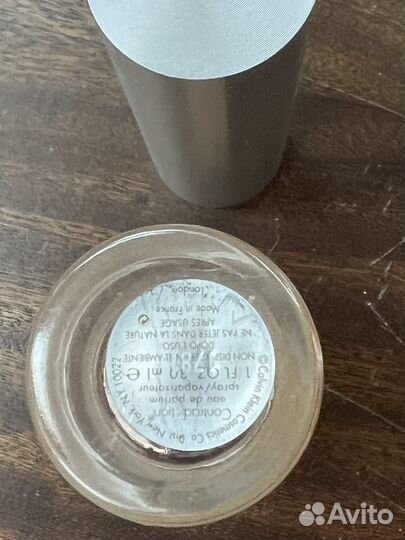 Contradiction
eau de parfum
spray/vaporisateur
1 FL OZ 30 ml ℮
NON DISPERDERE NELL'AMBIENTE
DOPO L'USO
NE PAS JETER DANS LA NATURE
APRES USAGE
Made in France
London
© Calvin Klein Cosmetics Co. Dist. New York, NY 10022
Avito